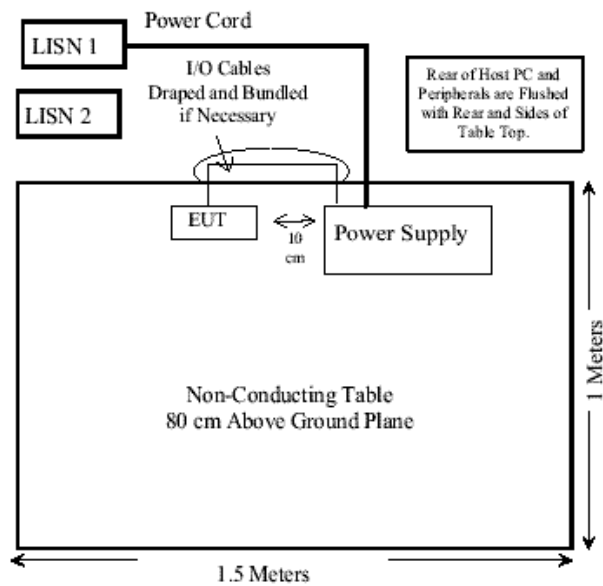 LISN 1
Power Cord
I/O Cables
Draped and Bundled
if Necessary
Rear of Host PC and
Peripherals are Flushed
with Rear and Sides of
Table Top.
LISN 2
EUT
10
cm
Power Supply
Non-Conducting Table
80 cm Above Ground Plane
1 Meters
1.5 Meters